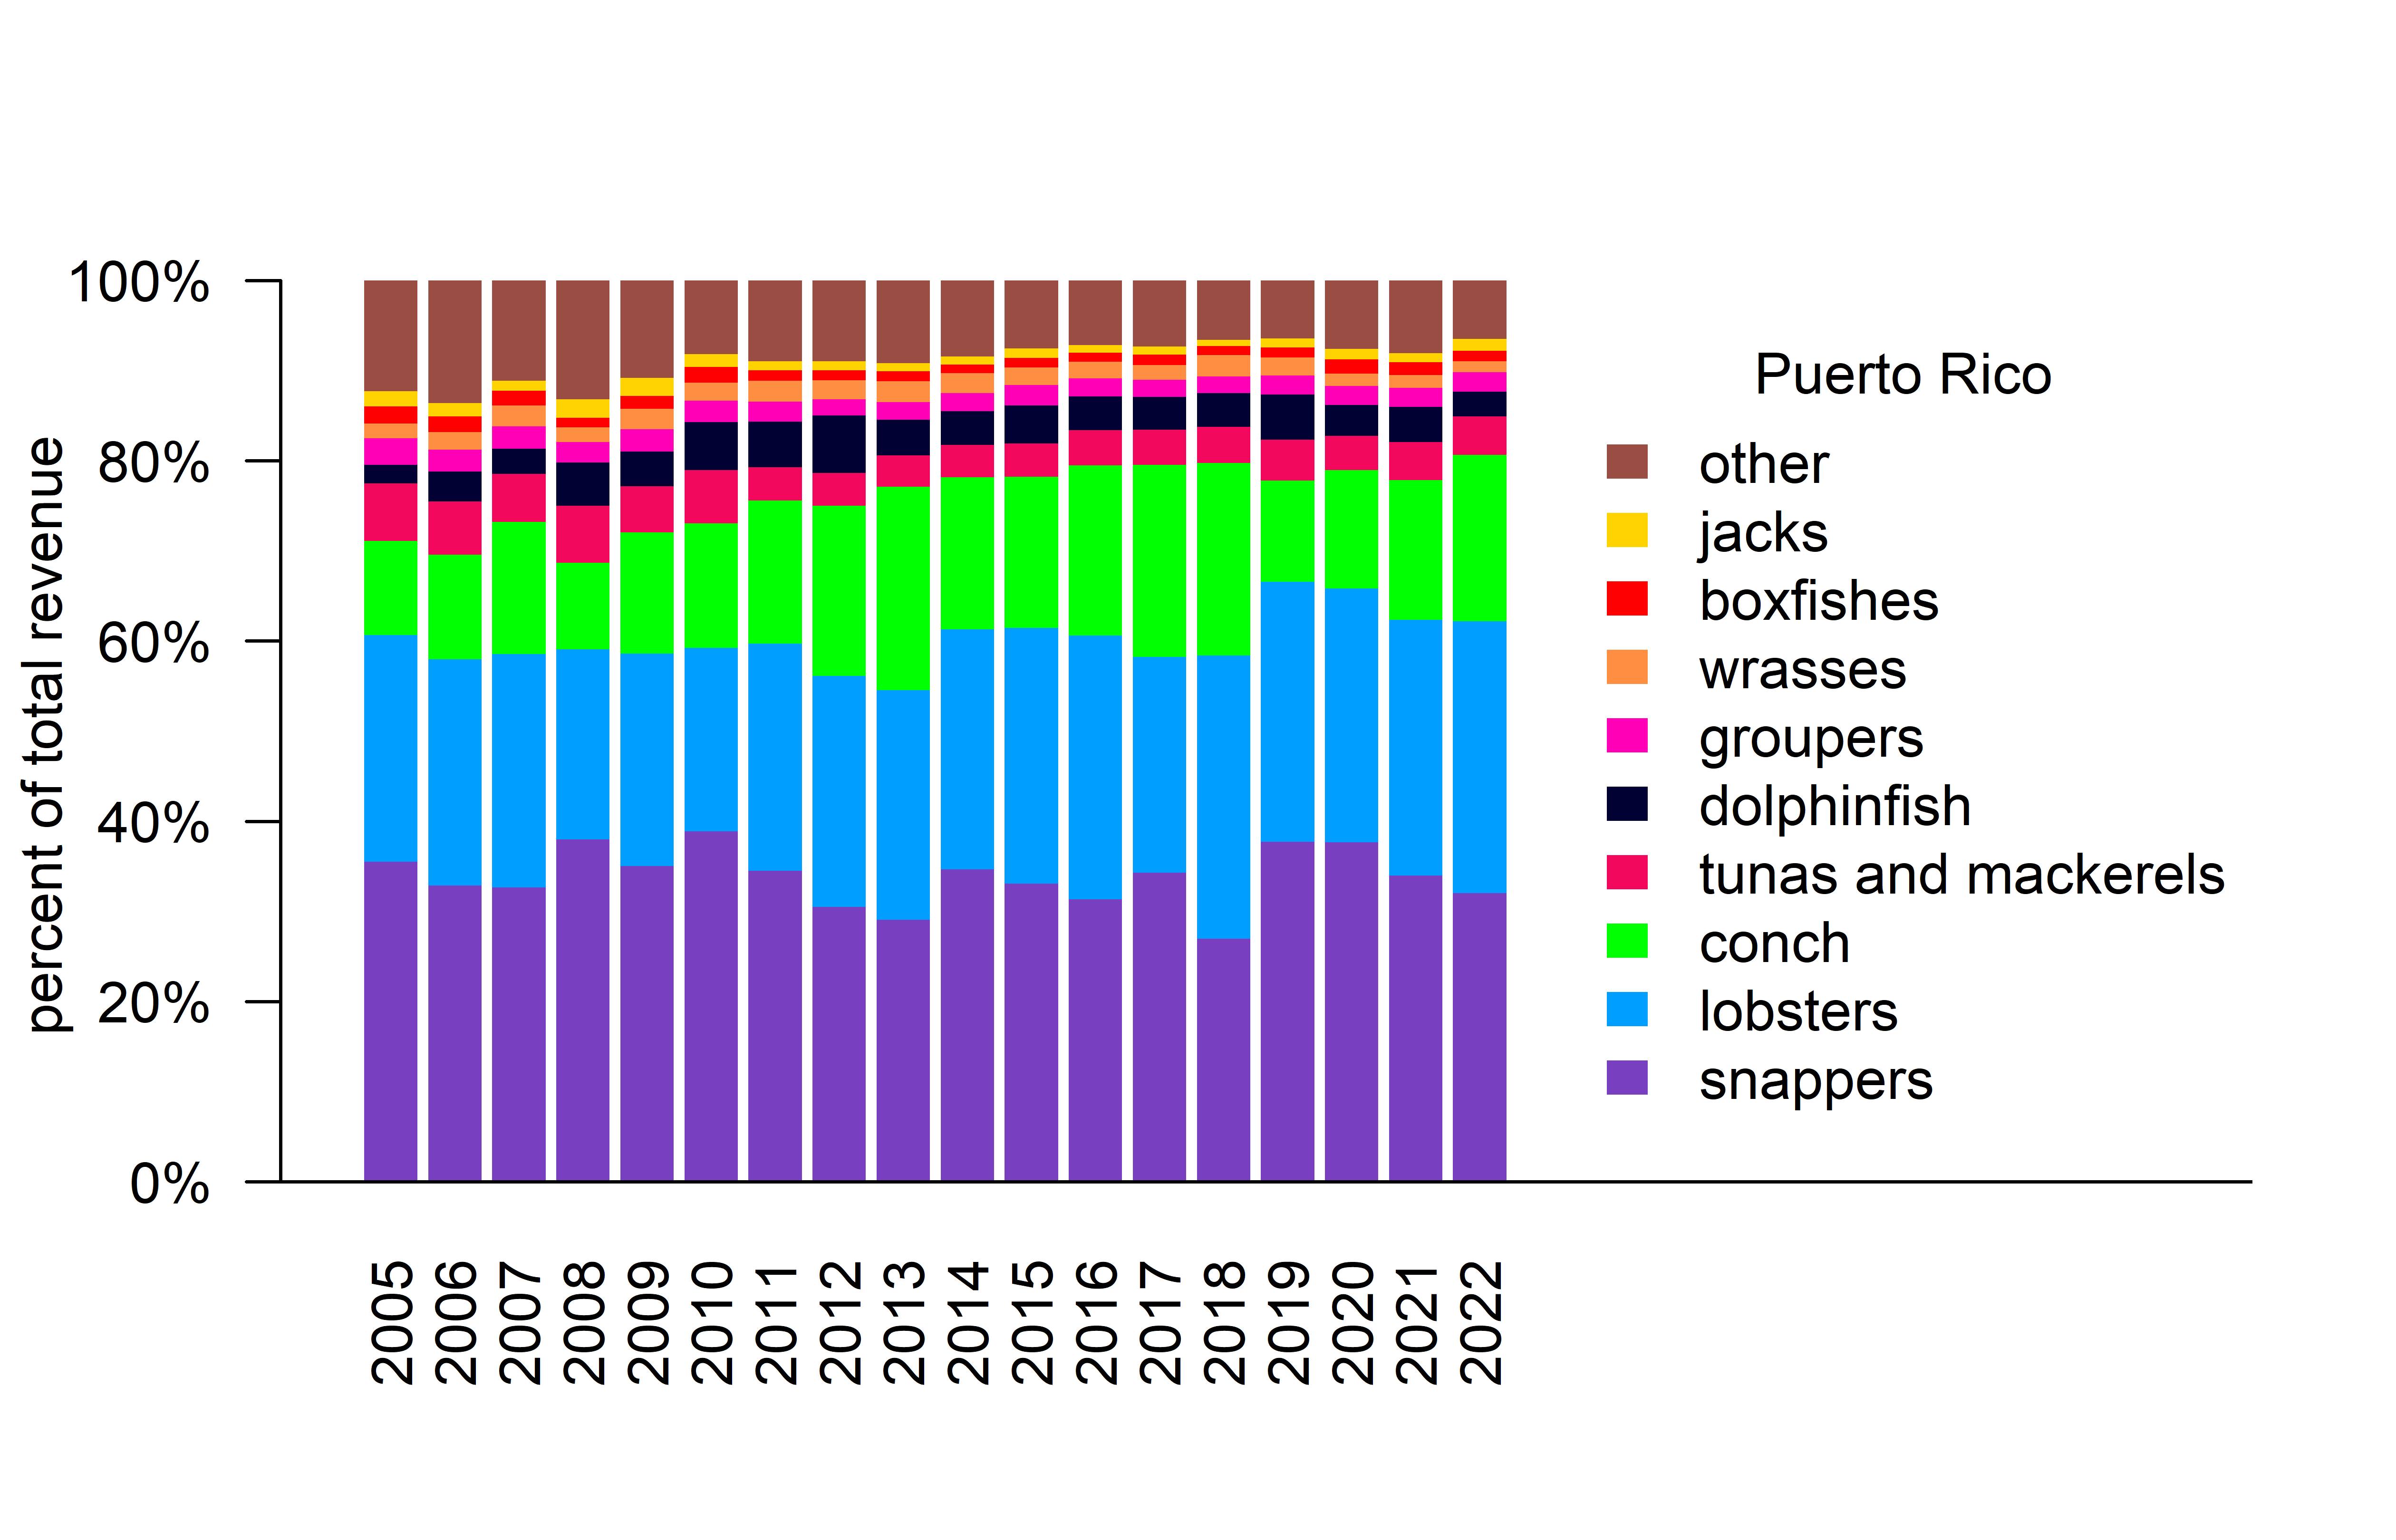 percent of total revenue
100%
80%
60%
40%
20%
0%
2005
2006
2007
2008
2009
2010
2011
2012
2013
2014
2015
2016
2017
2018
2019
2020
2021
2022
Puerto Rico
other
jacks
boxfishes
wrasses
groupers
dolphinfish
tunas and mackerels
conch
lobsters
snappers